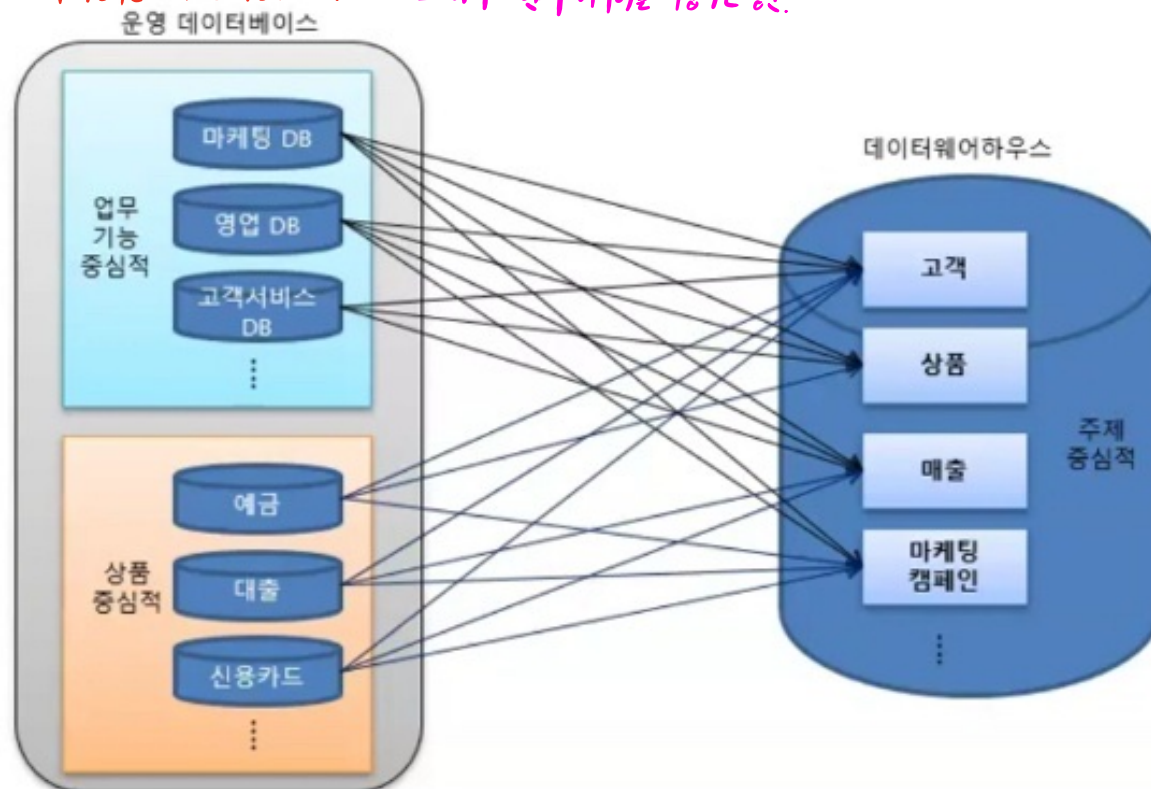 운영 데이터베이스
업무
기능
중심적
마케팅 DB
영업 DB
고객서비스
DB
상품
중심적
예금
대출
신용카드
데이터웨어하우스
고객
상품
매출
마케팅
캠페인
주제
중심적